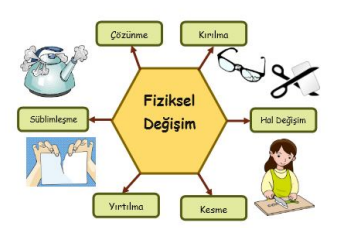 Çözünme
Kırılma
Fiziksel
Değişim
Süblimleşme
Hal Değişim
Yırtılma
Kesme